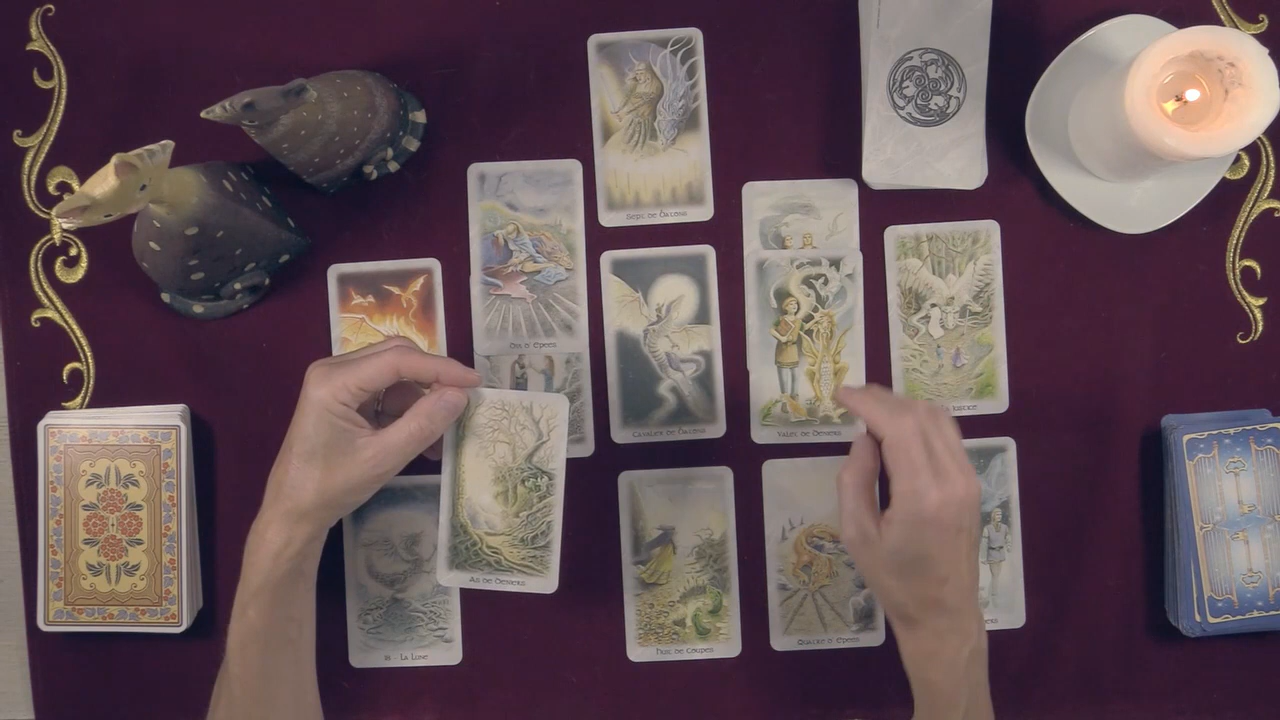 Sept de Bâtons
Dix d'Epées
Cavalier de Bâtons
Valet de Deniers
Justice
As de Deniers
Quatre d'Epées
Huit de Coupes
18 - La Lune